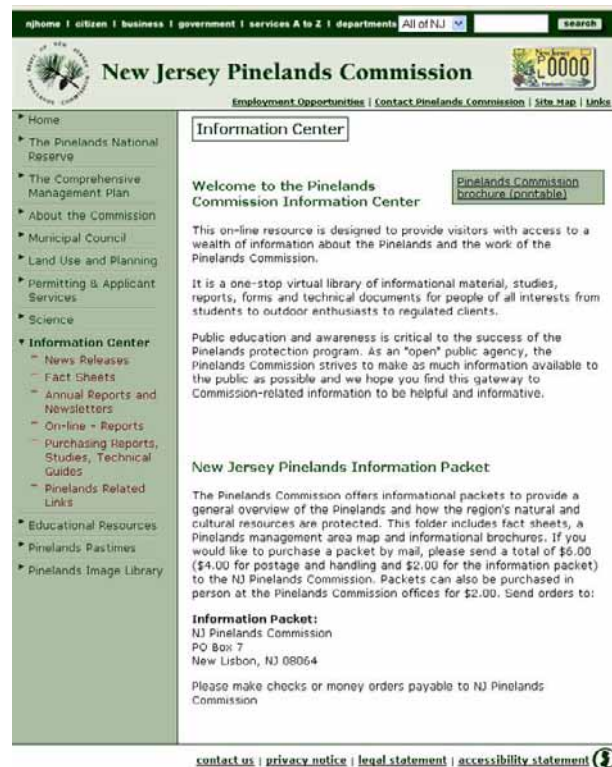 njhome | citizen | business | government | services A to Z | departments All of NJ search
New Jersey Pinelands Commission
New Jersey
P 0000
Pinelands
Employment Opportunities | Contact Pinelands Commission | Site Map | Links
Home
The Pinelands National
Reserve
The Comprehensive
Management Plan
About the Commission
Municipal Council
Land Use and Planning
Permitting & Applicant
Services
Science
Information Center
News Releases
Fact Sheets
Annual Reports and
Newsletters
On-line - Reports
Purchasing Reports,
Studies, Technical
Guides
Pinelands Related
Links
Educational Resources
Pinelands Pastimes
Pinelands Image Library
Information Center
Welcome to the Pinelands
Commission Information Center
Pinelands Commission
brochure (printable)
This on-line resource is designed to provide visitors with access to a
wealth of information about the Pinelands and the work of the
Pinelands Commission.
It is a one-stop virtual library of informational material, studies,
reports, forms and technical documents for people of all interests from
students to outdoor enthusiasts to regulated clients.
Public education and awareness is critical to the success of the
Pinelands protection program. As an "open" public agency, the
Pinelands Commission strives to make as much information available to
the public as possible and we hope you find this gateway to
Commission-related information to be helpful and informative.
New Jersey Pinelands Information Packet
The Pinelands Commission offers informational packets to provide a
general overview of the Pinelands and how the region's natural and
cultural resources are protected. This folder includes fact sheets, a
Pinelands management area map and informational brochures. If you
would like to purchase a packet by mail, please send a total of $6.00
($4.00 for postage and handling and $2.00 for the information packet)
to the NJ Pinelands Commission. Packets can also be purchased in
person at the Pinelands Commission offices for $2.00. Send orders to:
Information Packet:
NJ Pinelands Commission
PO Box 7
New Lisbon, NJ 08064
Please make checks or money orders payable to NJ Pinelands
Commission
contact us | privacy notice | legal statement | accessibility statement